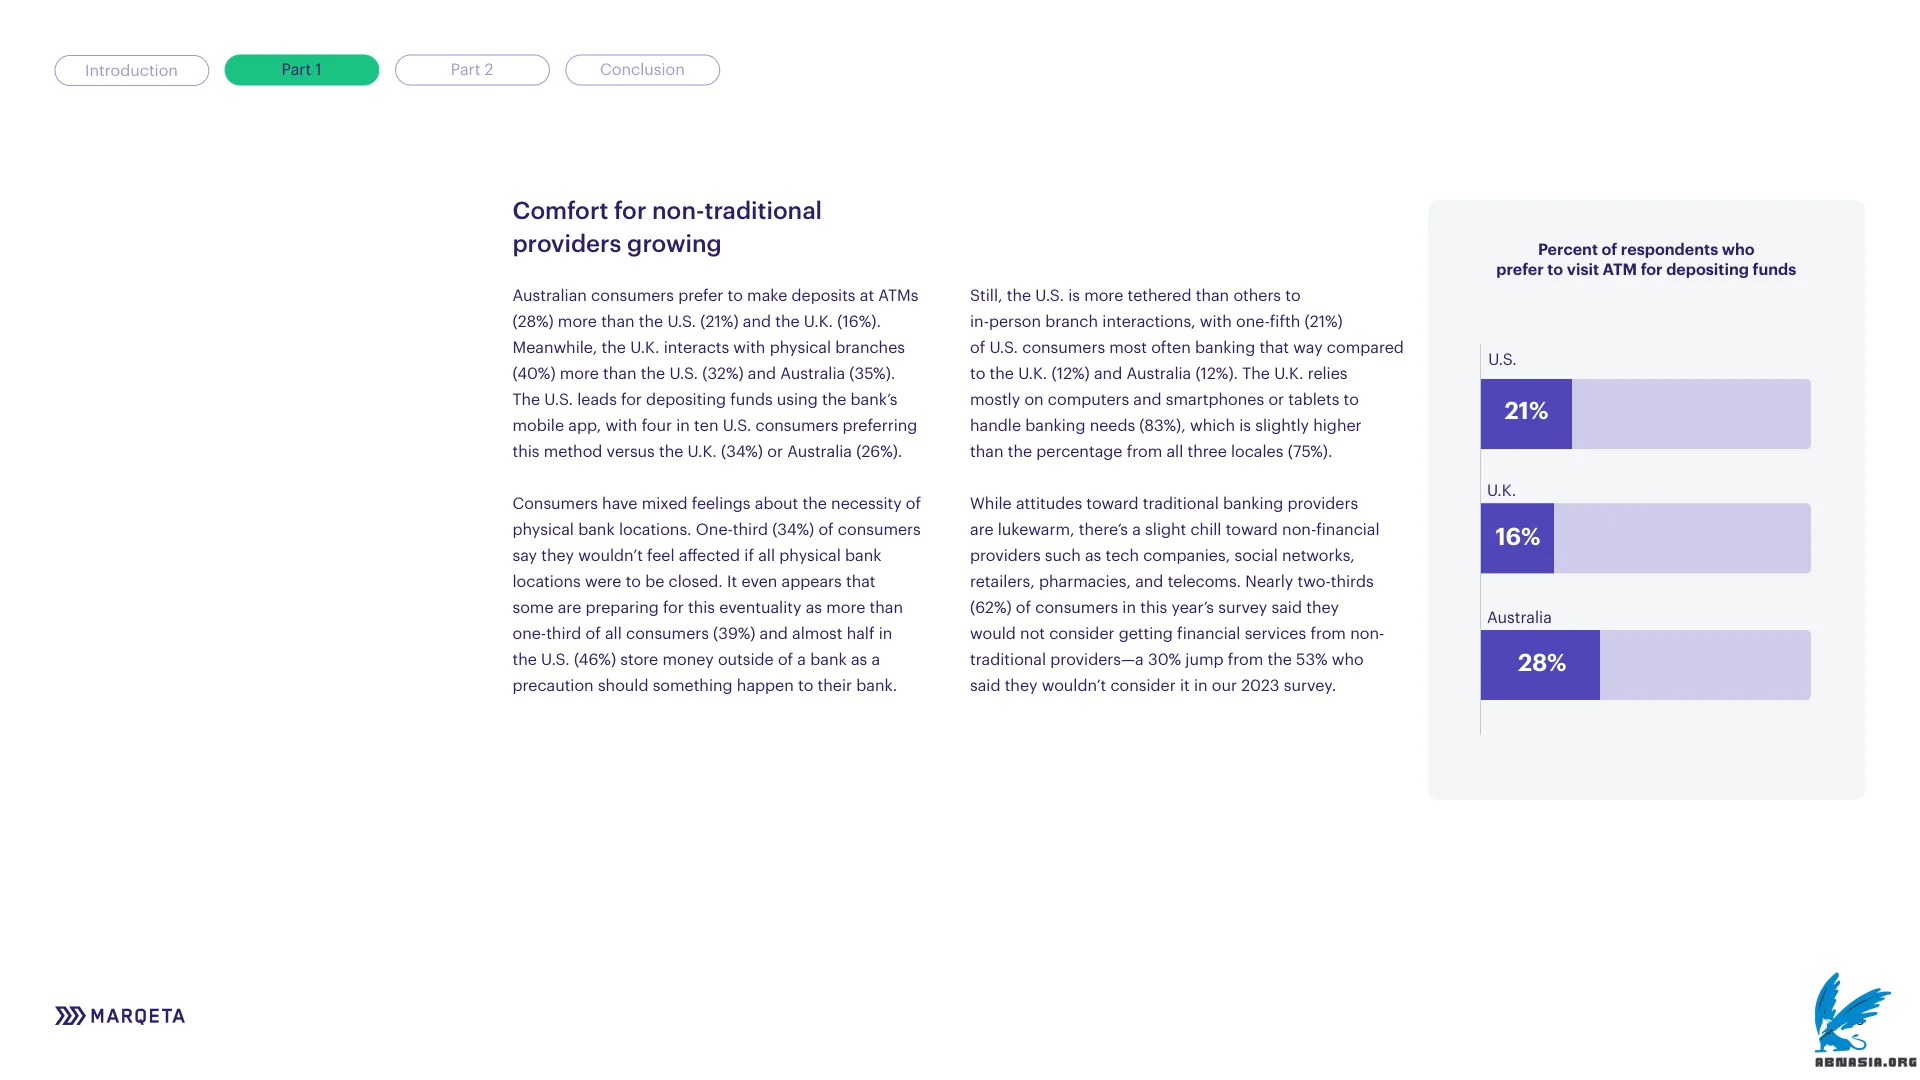 Introduction
Part 1
Part 2
Conclusion
Comfort for non-traditional
providers growing
Australian consumers prefer to make deposits at ATMs
(28%) more than the U.S. (21%) and the U.K. (16%).
Meanwhile, the U.K. interacts with physical branches
(40%) more than the U.S. (32%) and Australia (35%).
The U.S. leads for depositing funds using the bank’s
mobile app, with four in ten U.S. consumers preferring
this method versus the U.K. (34%) or Australia (26%).
Consumers have mixed feelings about the necessity of
physical bank locations. One-third (34%) of consumers
say they wouldn’t feel affected if all physical bank
locations were to be closed. It even appears that
some are preparing for this eventuality as more than
one-third of all consumers (39%) and almost half in
the U.S. (46%) store money outside of a bank as a
precaution should something happen to their bank.
Still, the U.S. is more tethered than others to
in-person branch interactions, with one-fifth (21%)
of U.S. consumers most often banking that way compared
to the U.K. (12%) and Australia (12%). The U.K. relies
mostly on computers and smartphones or tablets to
handle banking needs (83%), which is slightly higher
than the percentage from all three locales (75%).
While attitudes toward traditional banking providers
are lukewarm, there’s a slight chill toward non-financial
providers such as tech companies, social networks,
retailers, pharmacies, and telecoms. Nearly two-thirds
(62%) of consumers in this year’s survey said they
would not consider getting financial services from non-
traditional providers—a 30% jump from the 53% who
said they wouldn’t consider it in our 2023 survey.
Percent of respondents who
prefer to visit ATM for depositing funds
U.S.
21%
U.K.
16%
Australia
28%
MARQETA
ABNASIA.ORG